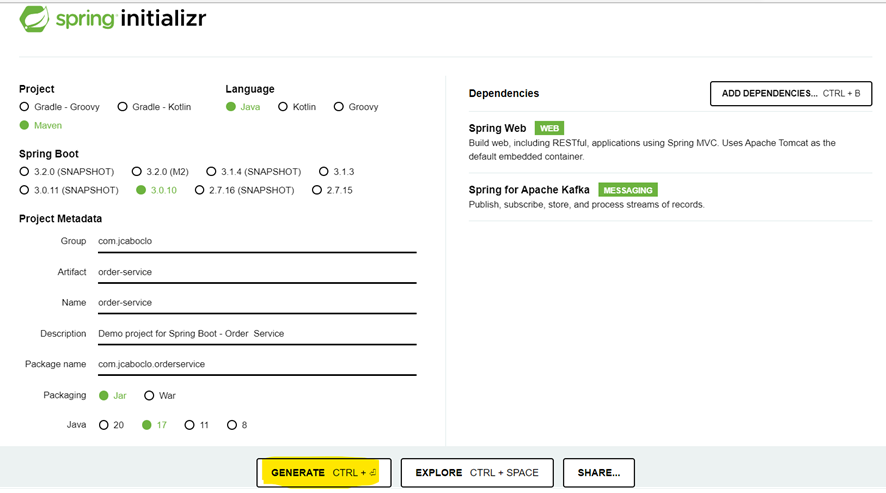 spring initializr
Project
Gradle - Groovy Gradle - Kotlin
Maven
Language
Java Kotlin Groovy
Spring Boot
3.2.0 (SNAPSHOT) 3.2.0 (M2) 3.1.4 (SNAPSHOT) 3.1.3
3.0.11 (SNAPSHOT) 3.0.10 2.7.16 (SNAPSHOT) 2.7.15
Project Metadata
Group com.jcaboclo
Artifact order-service
Name order-service
Description Demo project for Spring Boot - Order  Service
Package name com.jcaboclo.orderservice
Packaging Jar War
Java 20 17 11 8
Dependencies
ADD DEPENDENCIES... CTRL + B
Spring Web WEB
Build web, including RESTful, applications using Spring MVC. Uses Apache Tomcat as the
default embedded container.
Spring for Apache Kafka MESSAGING
Publish, subscribe, store, and process streams of records.
GENERATE CTRL + ⏎
EXPLORE CTRL + SPACE
SHARE...